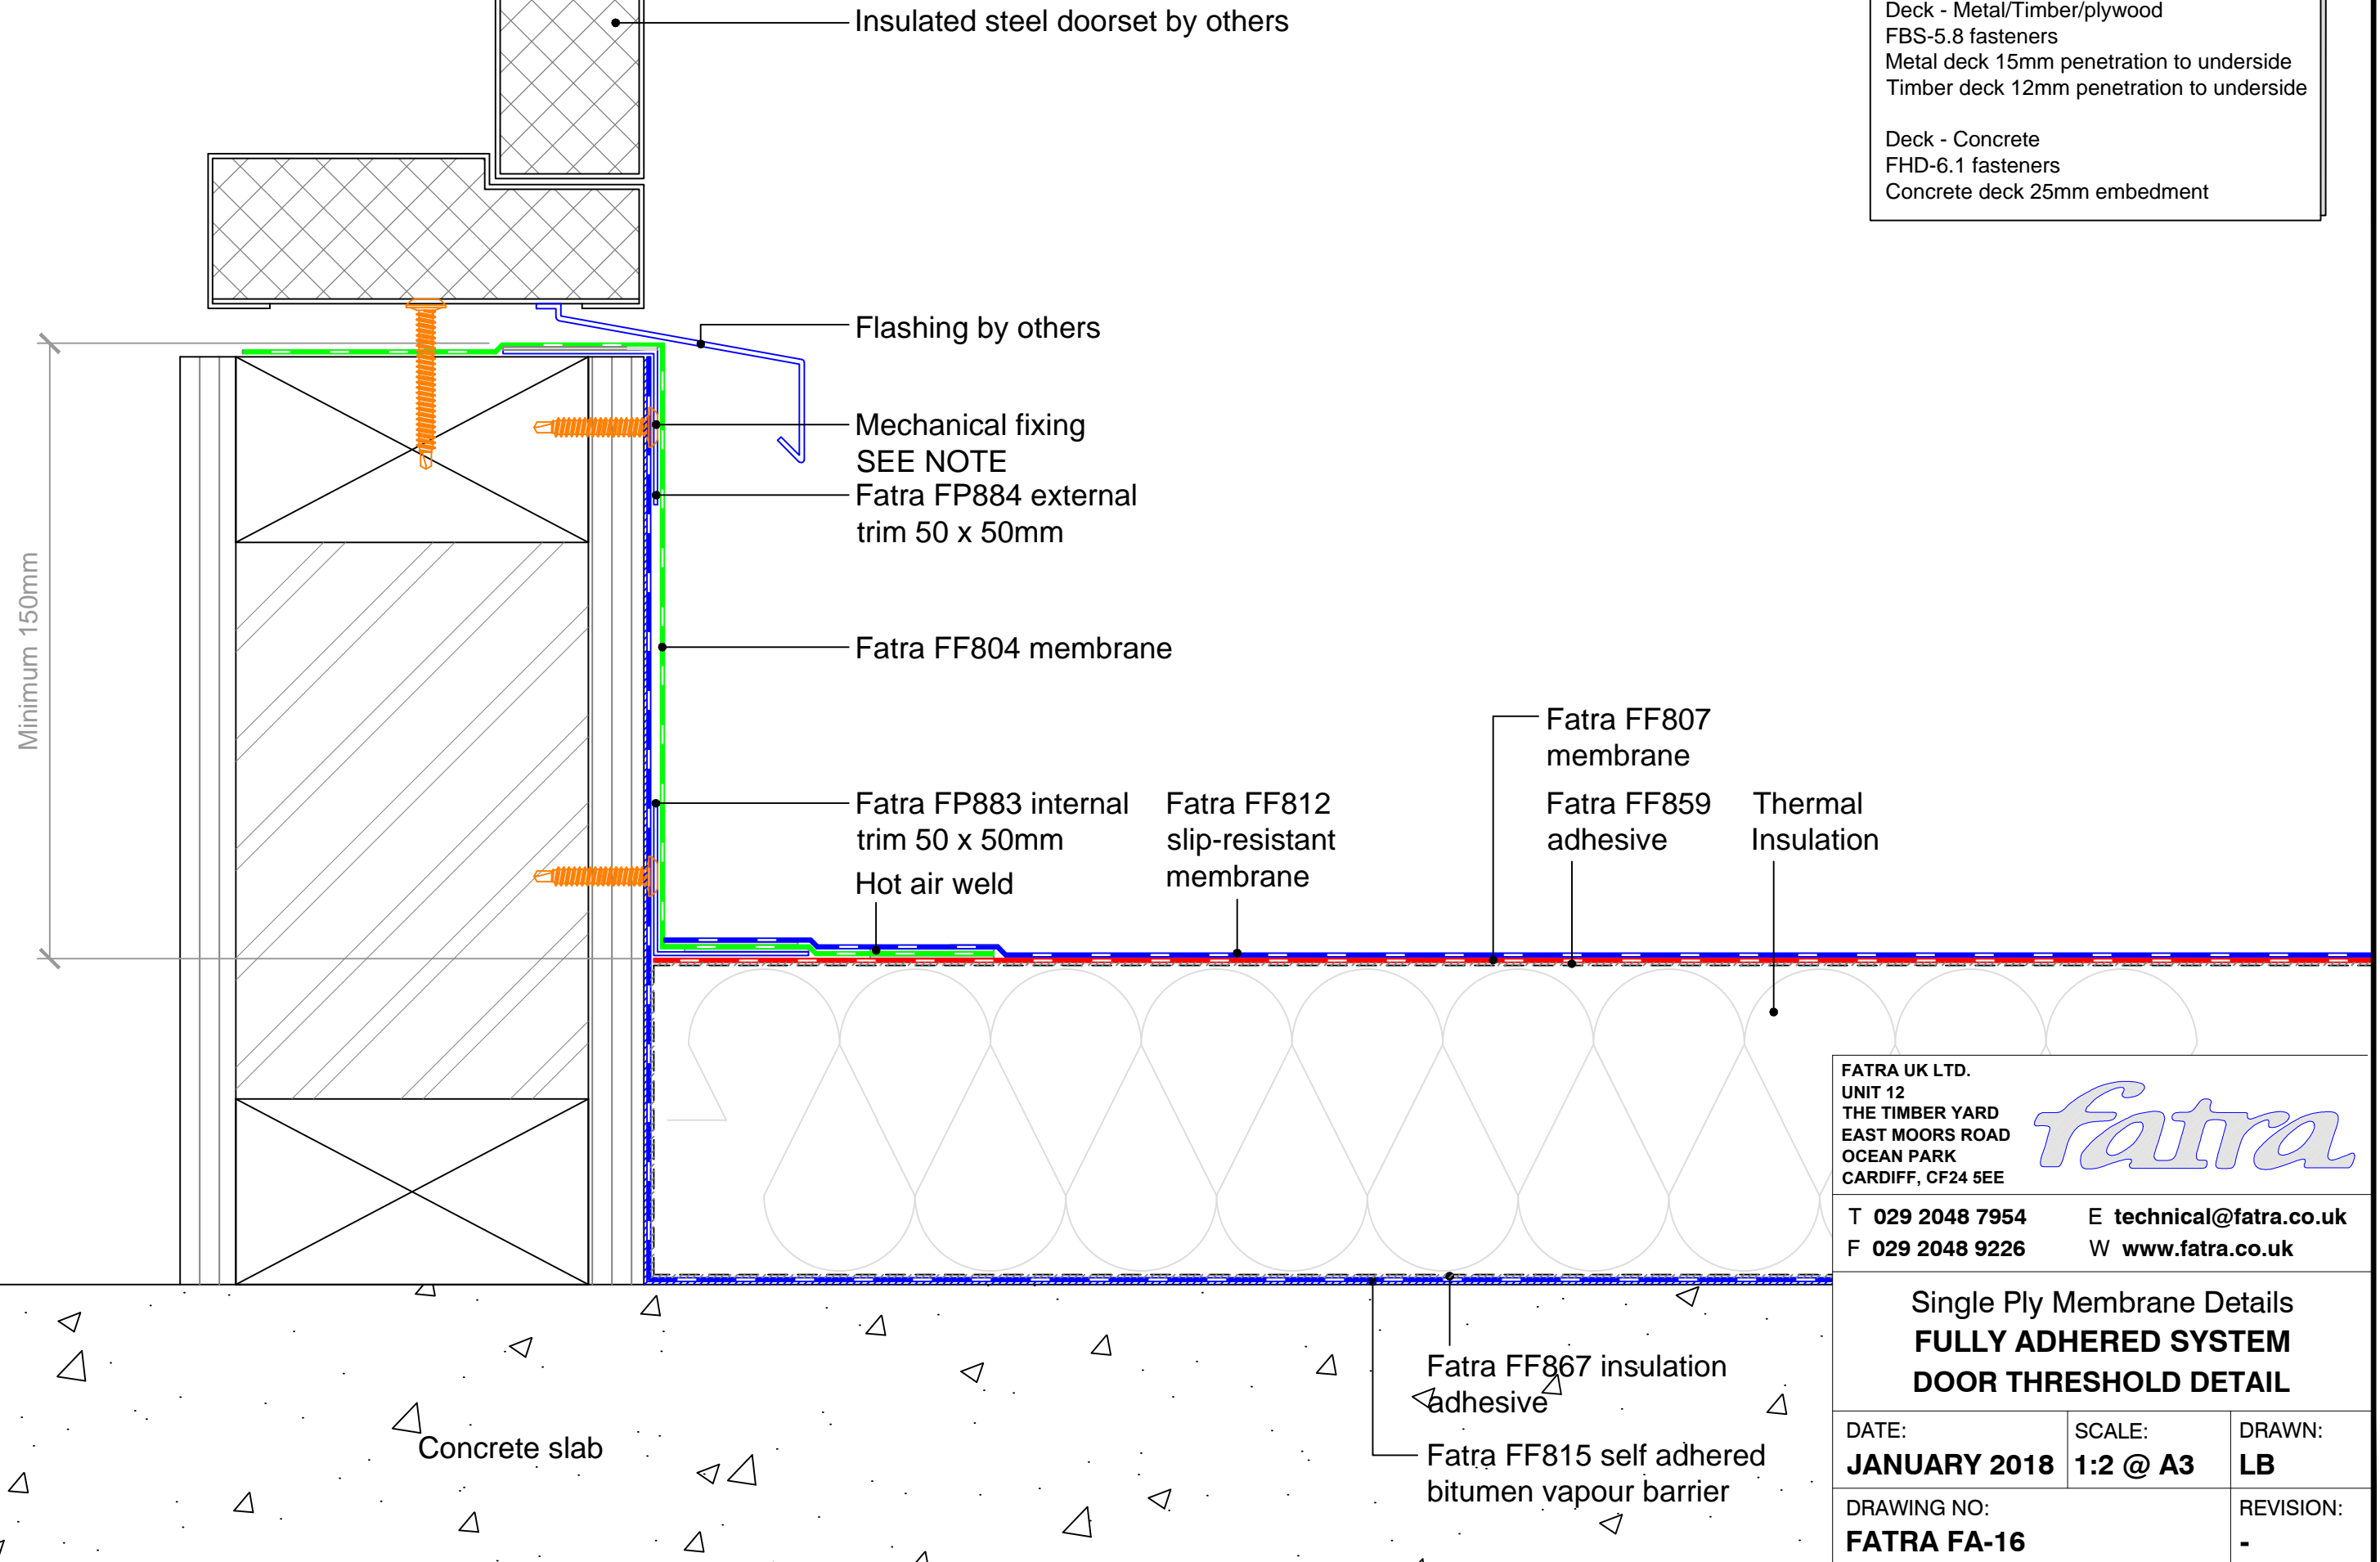 Insulated steel doorset by others
Deck - Metal/Timber/plywood
FBS-5.8 fasteners
Metal deck 15mm penetration to underside
Timber deck 12mm penetration to underside
Deck - Concrete
FHD-6.1 fasteners
Concrete deck 25mm embedment
Flashing by others
Mechanical fixing
SEE NOTE
Fatra FP884 external
trim 50 x 50mm
Minimum 150mm
Fatra FF804 membrane
Fatra FP883 internal
trim 50 x 50mm
Hot air weld
Fatra FF812
slip-resistant
membrane
Fatra FF807
membrane
Fatra FF859
adhesive
Thermal
Insulation
Fatra FF867 insulation
adhesive
Fatra FF815 self adhered
bitumen vapour barrier
Concrete slab
FATRA UK LTD.
UNIT 12
THE TIMBER YARD
EAST MOORS ROAD
OCEAN PARK
CARDIFF, CF24 5EE
fatra
T 029 2048 7954 E technical@fatra.co.uk
F 029 2048 9226 W www.fatra.co.uk
Single Ply Membrane Details
FULLY ADHERED SYSTEM
DOOR THRESHOLD DETAIL
DATE:
JANUARY 2018
SCALE:
1:2 @ A3
DRAWN:
LB
DRAWING NO:
FATRA FA-16
REVISION:
-